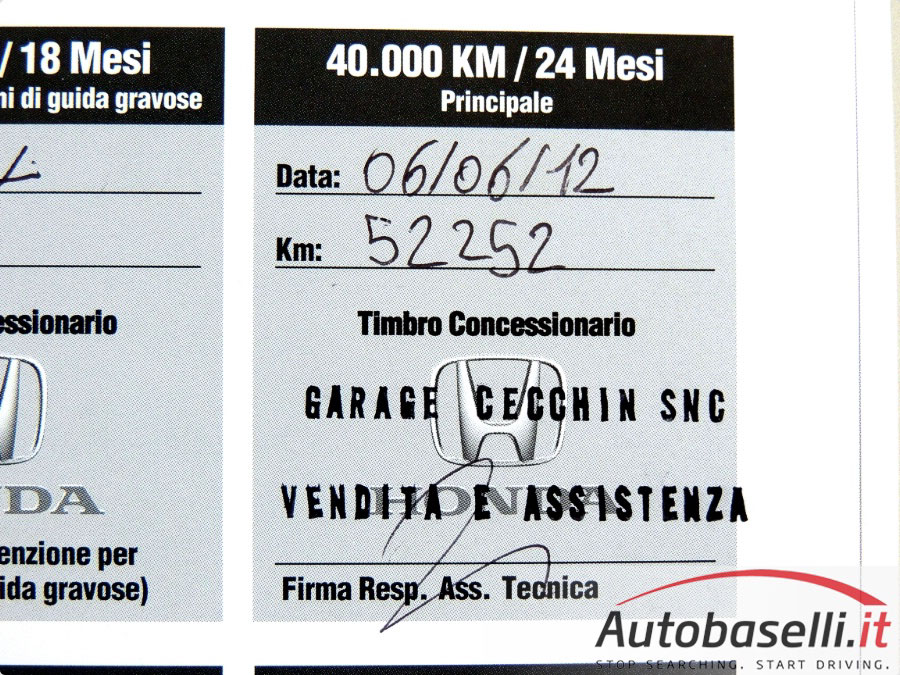 / 18 Mesi
ni di guida gravose
essionario
NDA
enzione per
ida gravose)
40.000 KM / 24 Mesi
Principale
Data: 06/06/12
Km: 52252
Timbro Concessionario
GARAGE CECCHIN SNC
HONDA
VENDITA E ASSISTENZA
Firma Resp. Ass. Tecnica
Autobaselli.it
STOP SEARCHING. START DRIVING.